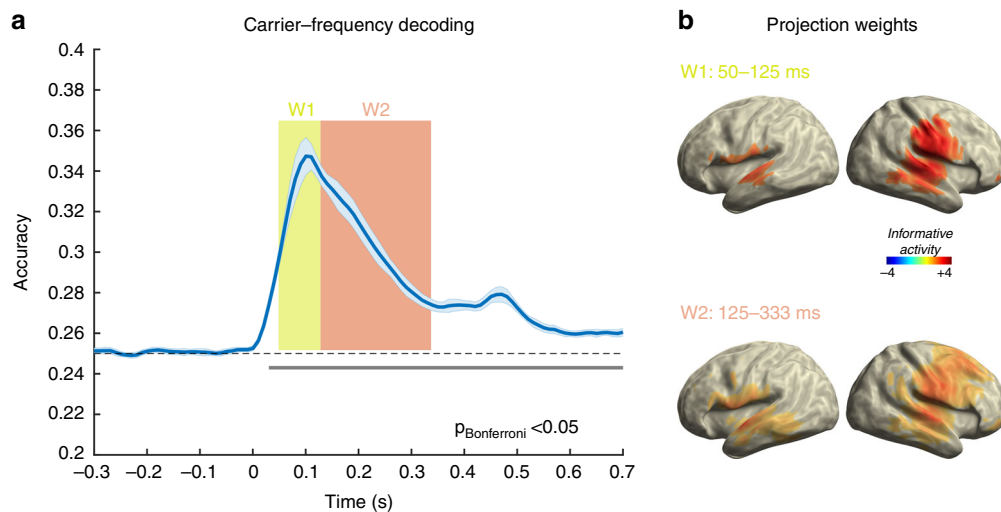 a
Carrier–frequency decoding
0.4
0.38
0.36
0.34
0.32
0.3
0.28
0.26
0.24
0.22
0.2
Accuracy
W1
W2
pBonferroni <0.05
−0.3
−0.2
−0.1
0
0.1
0.2
0.3
0.4
0.5
0.6
0.7
Time (s)
b
Projection weights
W1: 50–125 ms
Informative
activity
−4
+4
W2: 125–333 ms